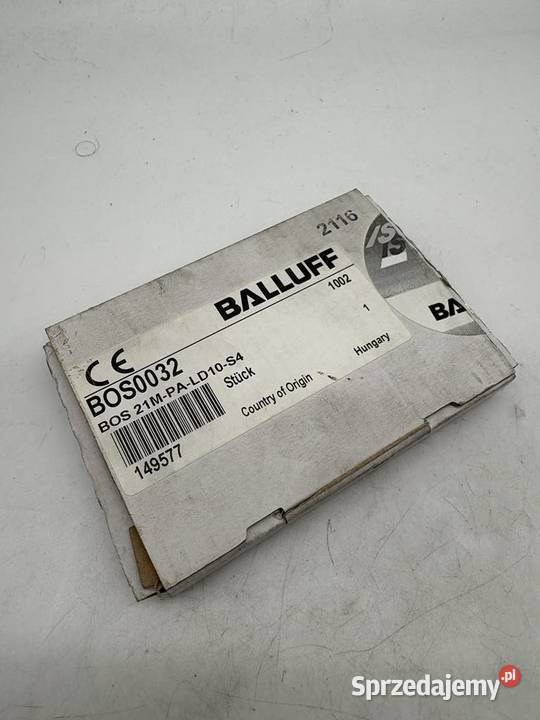 2116
ISO
BALLUFF
1002
CE
BOS0032
BOS 21M-PA-LD10-S4
Stück
1
149577
Country of Origin
Hungary
BA
Sprzedajemy.pl